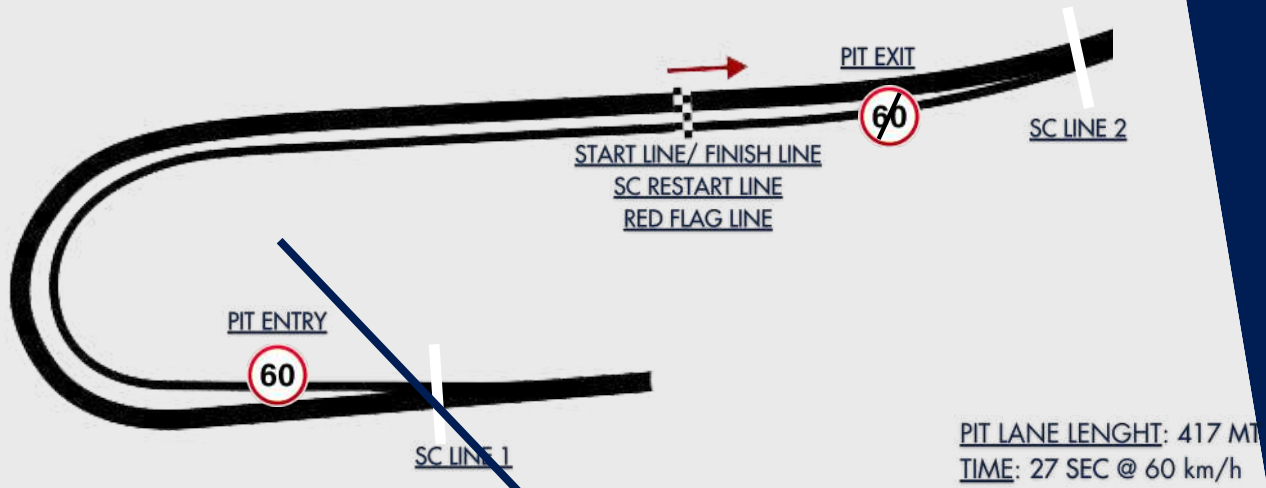 PIT EXIT
60
SC LINE 2
START LINE/ FINISH LINE
SC RESTART LINE
RED FLAG LINE
PIT ENTRY
60
SC LINE 1
PIT LANE LENGHT: 417 MT
TIME: 27 SEC @ 60 km/h